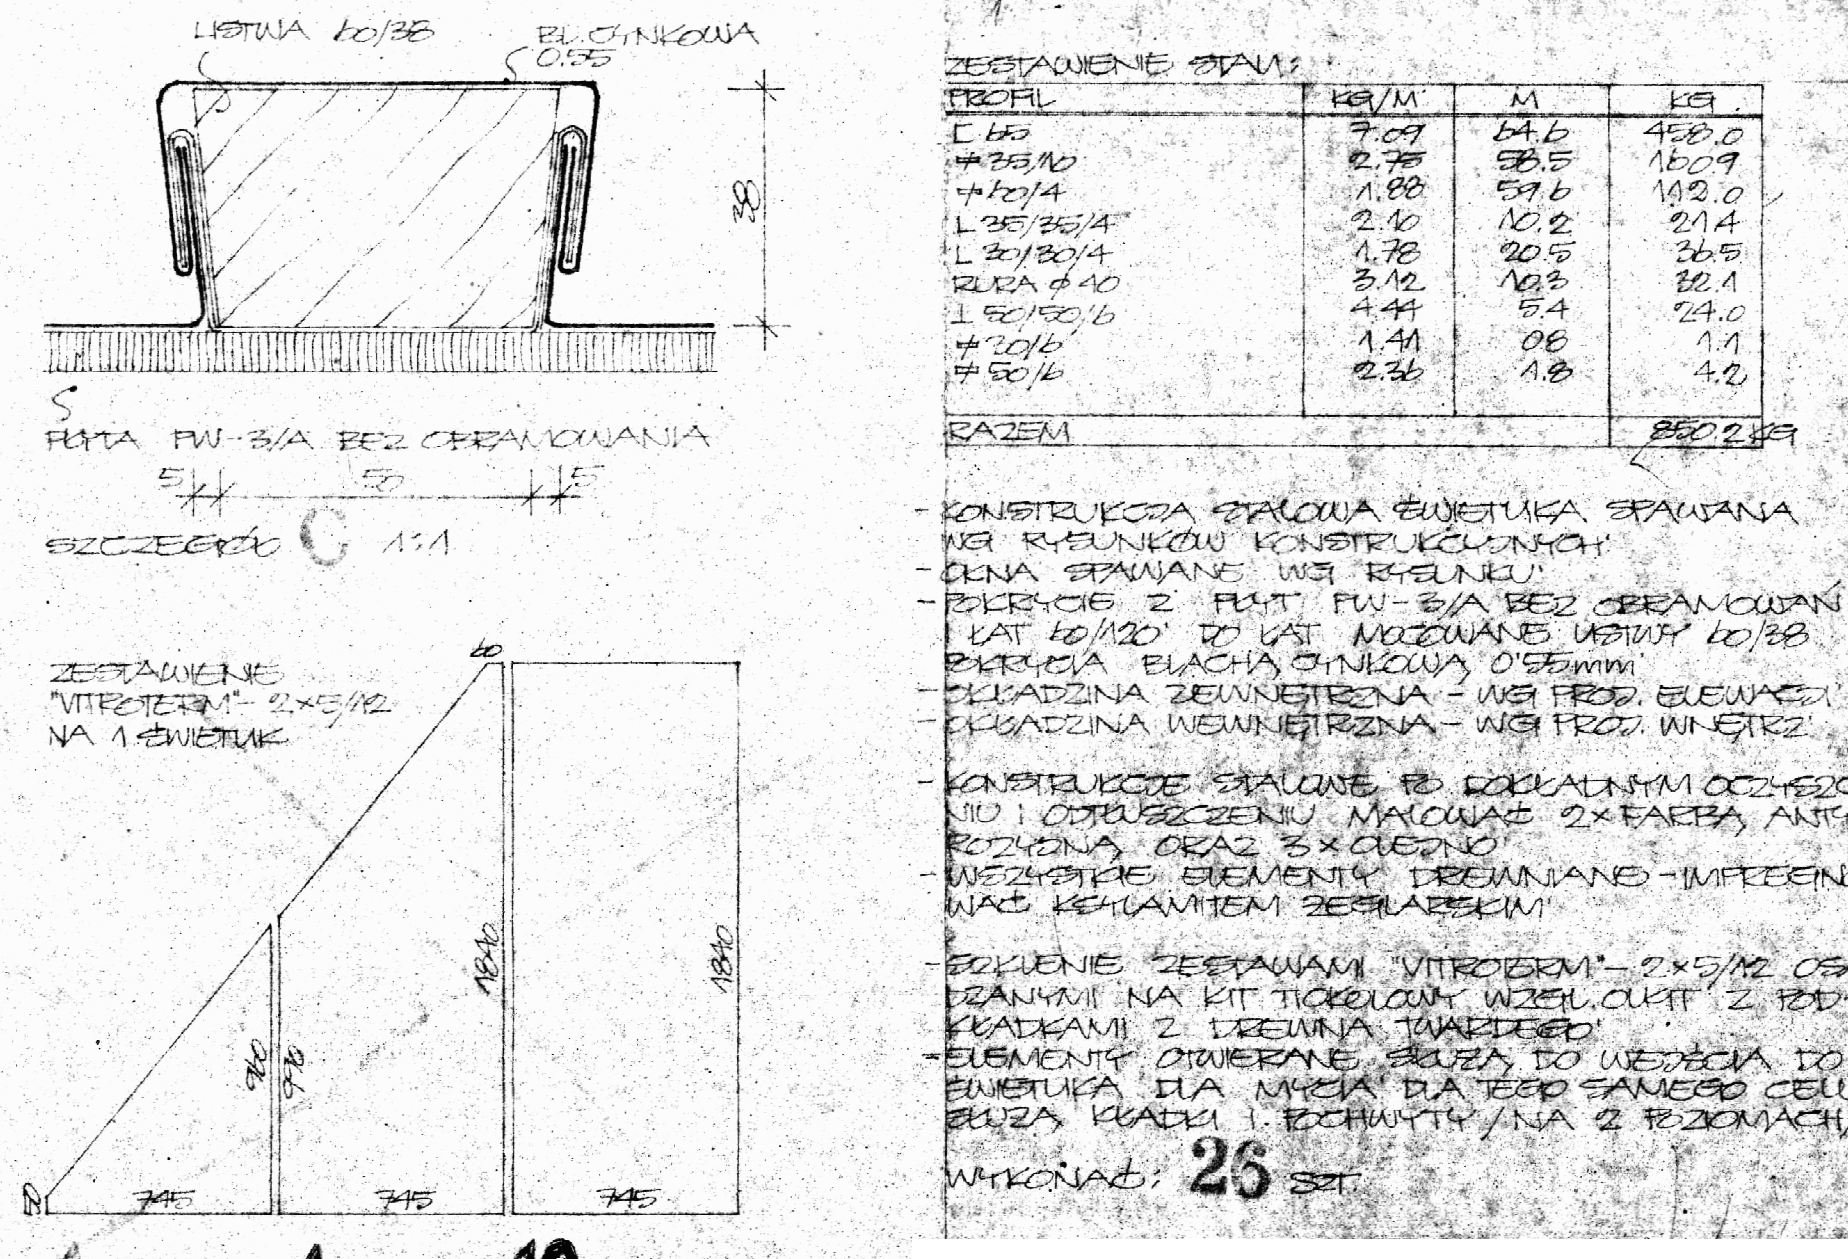 LISTWA 60/38
BL. CYNKOWA
0.55
38
PŁYTA PW-3/A BEZ OBRAMOWANIA
5 50 5
SZCZEGÓŁ C 1:1
ZESTAWIENIE
"VITROTERM"- 2×5/12
NA 1 ŚWIETLIK
60
960
990
1840
1840
745 745 745
ZESTAWIENIE STALI:
PROFIL KG/M M KG
[ 65 7.09 64.6 458.0
≠ 35/10 2.75 58.5 160.9
≠ 60/4 1.88 59.6 112.0
L 35/35/4 2.10 10.2 21.4
L 30/30/4 1.78 20.5 36.5
RURA ϕ 40 3.12 10.3 32.1
⊥ 50/50/6 4.44 5.4 24.0
≠ 30/6 1.41 0.8 1.1
≠ 50/6 2.36 1.8 4.2
RAZEM 850.2 KG
- KONSTRUKCJA STALOWA ŚWIETLIKA SPAWANA
WG RYSUNKÓW KONSTRUKCYJNYCH
- OKNA SPAWANE WG RYSUNKU
- POKRYCIE Z PŁYT PW-3/A BEZ OBRAMOWAŃ
I ŁAT 60/120 DO ŁAT MOCOWANE LISTWY 60/38
POKRYCIA BLACHĄ CYNKOWĄ 0.55mm
- OKŁADZINA ZEWNĘTRZNA - WG PROJ. ELEWACJI
- OKŁADZINA WEWNĘTRZNA - WG PROJ. WNĘTRZ
- KONSTRUKCJE STALOWE PO DOKŁADNYM OCZYSZC
NIU I ODTŁUSZCZENIU MALOWAĆ 2× FARBĄ ANTY
ROZYJNĄ ORAZ 3 × OLEJNO
- WSZYSTKIE ELEMENTY DREWNIANE - IMPREGN
WAĆ KSYLAMITEM ŻEGLARSKIM
- SZKLENIE ZESTAWAMI "VITROTERM"- 2×5/12 OS
DZANYMI NA KIT TIOKOLOWY WZGL. OLKIT Z POD
KŁADKAMI Z DREWNA TWARDEGO
- ELEMENTY OTWIERANE SŁUŻĄ DO WEJŚCIA DO
ŚWIETLIKA DLA MYCIA DLA TEGO SAMEGO CELU
SŁUŻĄ KŁADKI I POCHWYTY /NA 2 POZIOMACH/
WYKONAĆ: 26 SZT.